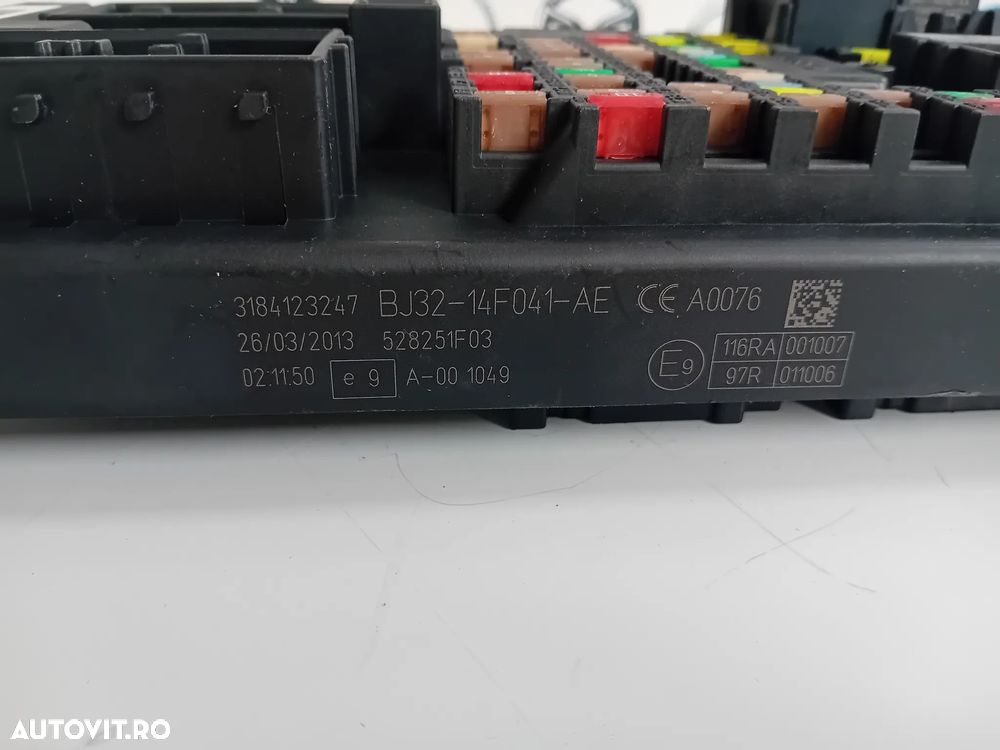 3184123247 BJ32-14F041-AE CE A0076
26/03/2013 528251F03
02:11:50 e 9 A-00 1049
E9 116RA 001007
97R 011006
AUTOVIT.RO